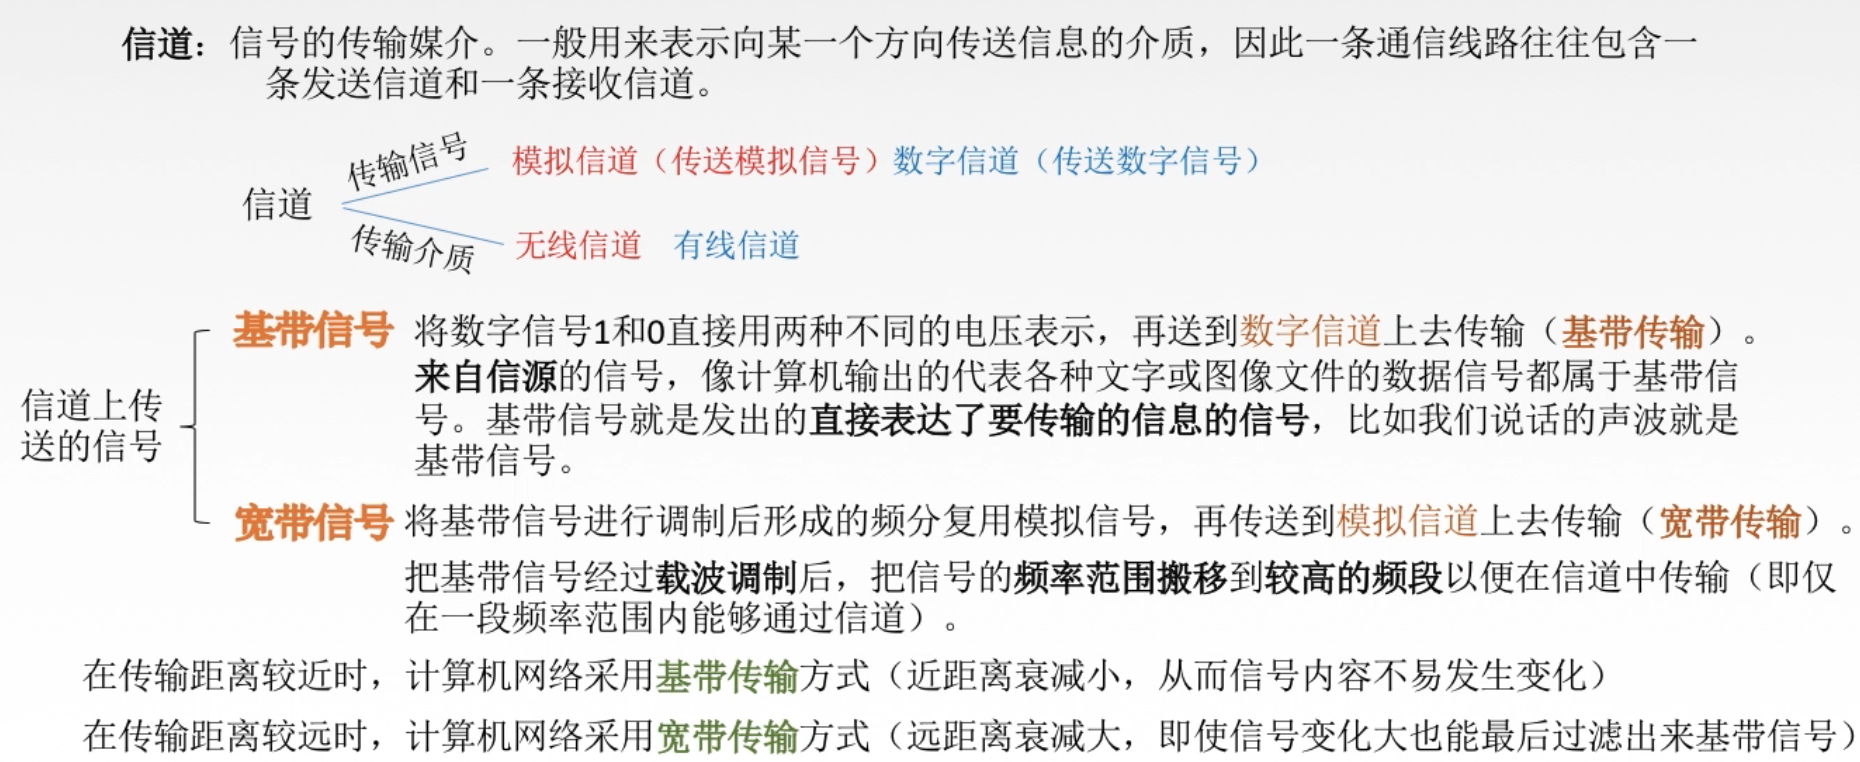 信道：信号的传输媒介。一般用来表示向某一个方向传送信息的介质，因此一条通信线路往往包含一
条发送信道和一条接收信道。
传输信号
模拟信道（传送模拟信号）数字信道（传送数字信号）
信道
传输介质
无线信道 有线信道
基带信号 将数字信号1和0直接用两种不同的电压表示，再送到数字信道上去传输（基带传输）。
来自信源的信号，像计算机输出的代表各种文字或图像文件的数据信号都属于基带信
号。基带信号就是发出的直接表达了要传输的信息的信号，比如我们说话的声波就是
基带信号。
信道上传
送的信号
宽带信号 将基带信号进行调制后形成的频分复用模拟信号，再传送到模拟信道上去传输（宽带传输）。
把基带信号经过载波调制后，把信号的频率范围搬移到较高的频段以便在信道中传输（即仅
在一段频率范围内能够通过信道）。
在传输距离较近时，计算机网络采用基带传输方式（近距离衰减小，从而信号内容不易发生变化）
在传输距离较远时，计算机网络采用宽带传输方式（远距离衰减大，即使信号变化大也能最后过滤出来基带信号）